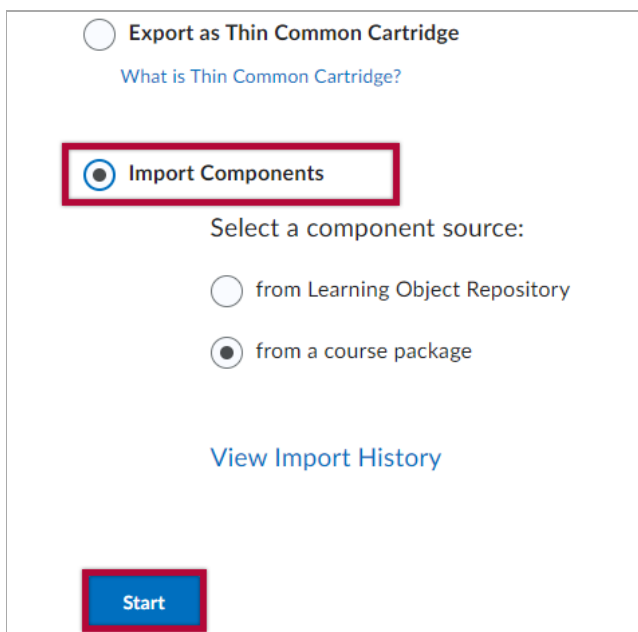 Export as Thin Common Cartridge
What is Thin Common Cartridge?
Import Components
Select a component source:
from Learning Object Repository
from a course package
View Import History
Start